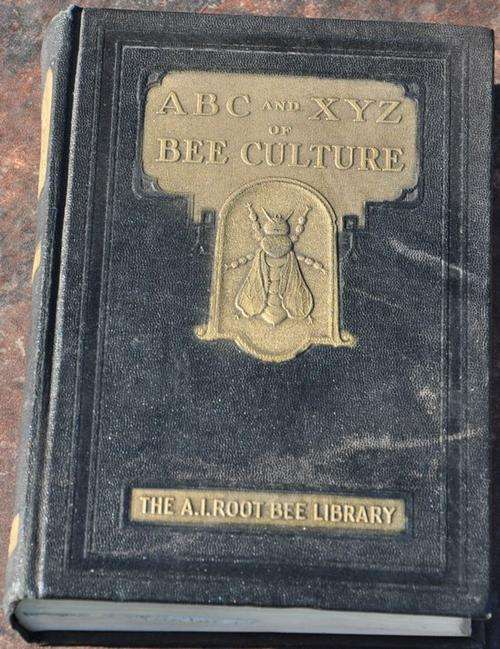 ABC AND XYZ
OF
BEE CULTURE
THE A.I. ROOT BEE LIBRARY